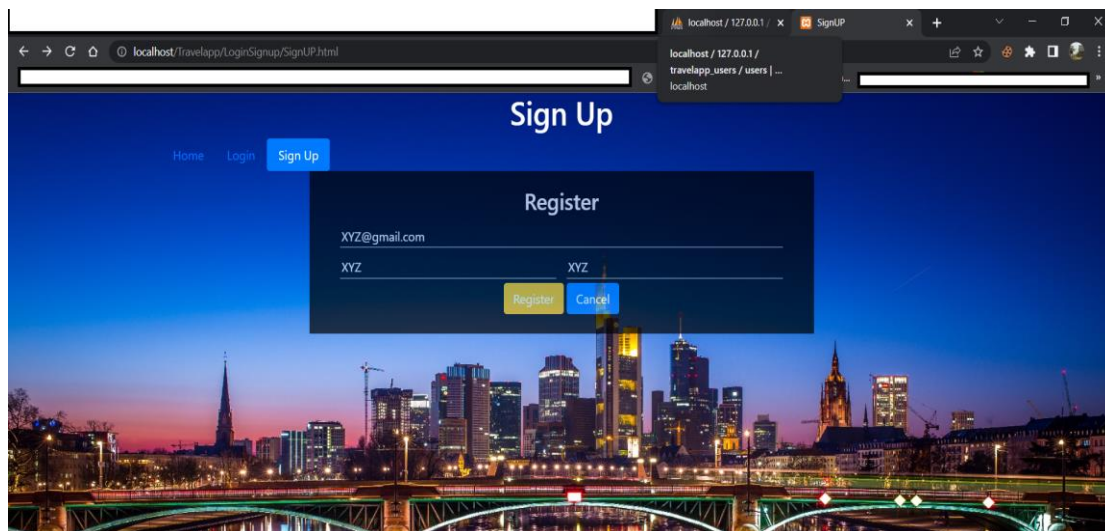 localhost / 127.0.0.1 /
SignUP
localhost/Travelapp/LoginSignup/SignUP.html
localhost / 127.0.0.1 /
travelapp_users / users | ...
localhost
Sign Up
Home Login Sign Up
Register
XYZ@gmail.com
XYZ XYZ
Register Cancel